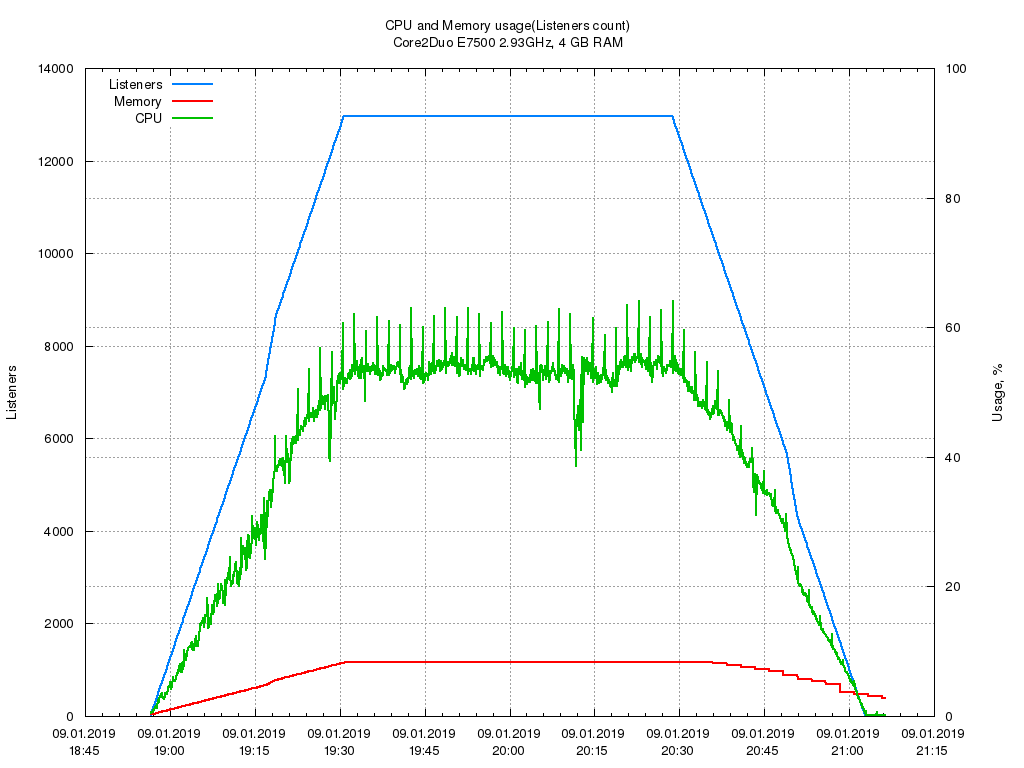 CPU and Memory usage(Listeners count)
Core2Duo E7500 2.93GHz, 4 GB RAM
Listeners
Memory
CPU
14000
12000
10000
8000
6000
4000
2000
0
100
80
60
40
20
0
Listeners
Usage, %
09.01.2019 09.01.2019 09.01.2019 09.01.2019 09.01.2019 09.01.2019 09.01.2019 09.01.2019 09.01.2019 09.01.2019 09.01.2019
18:45 19:00 19:15 19:30 19:45 20:00 20:15 20:30 20:45 21:00 21:15